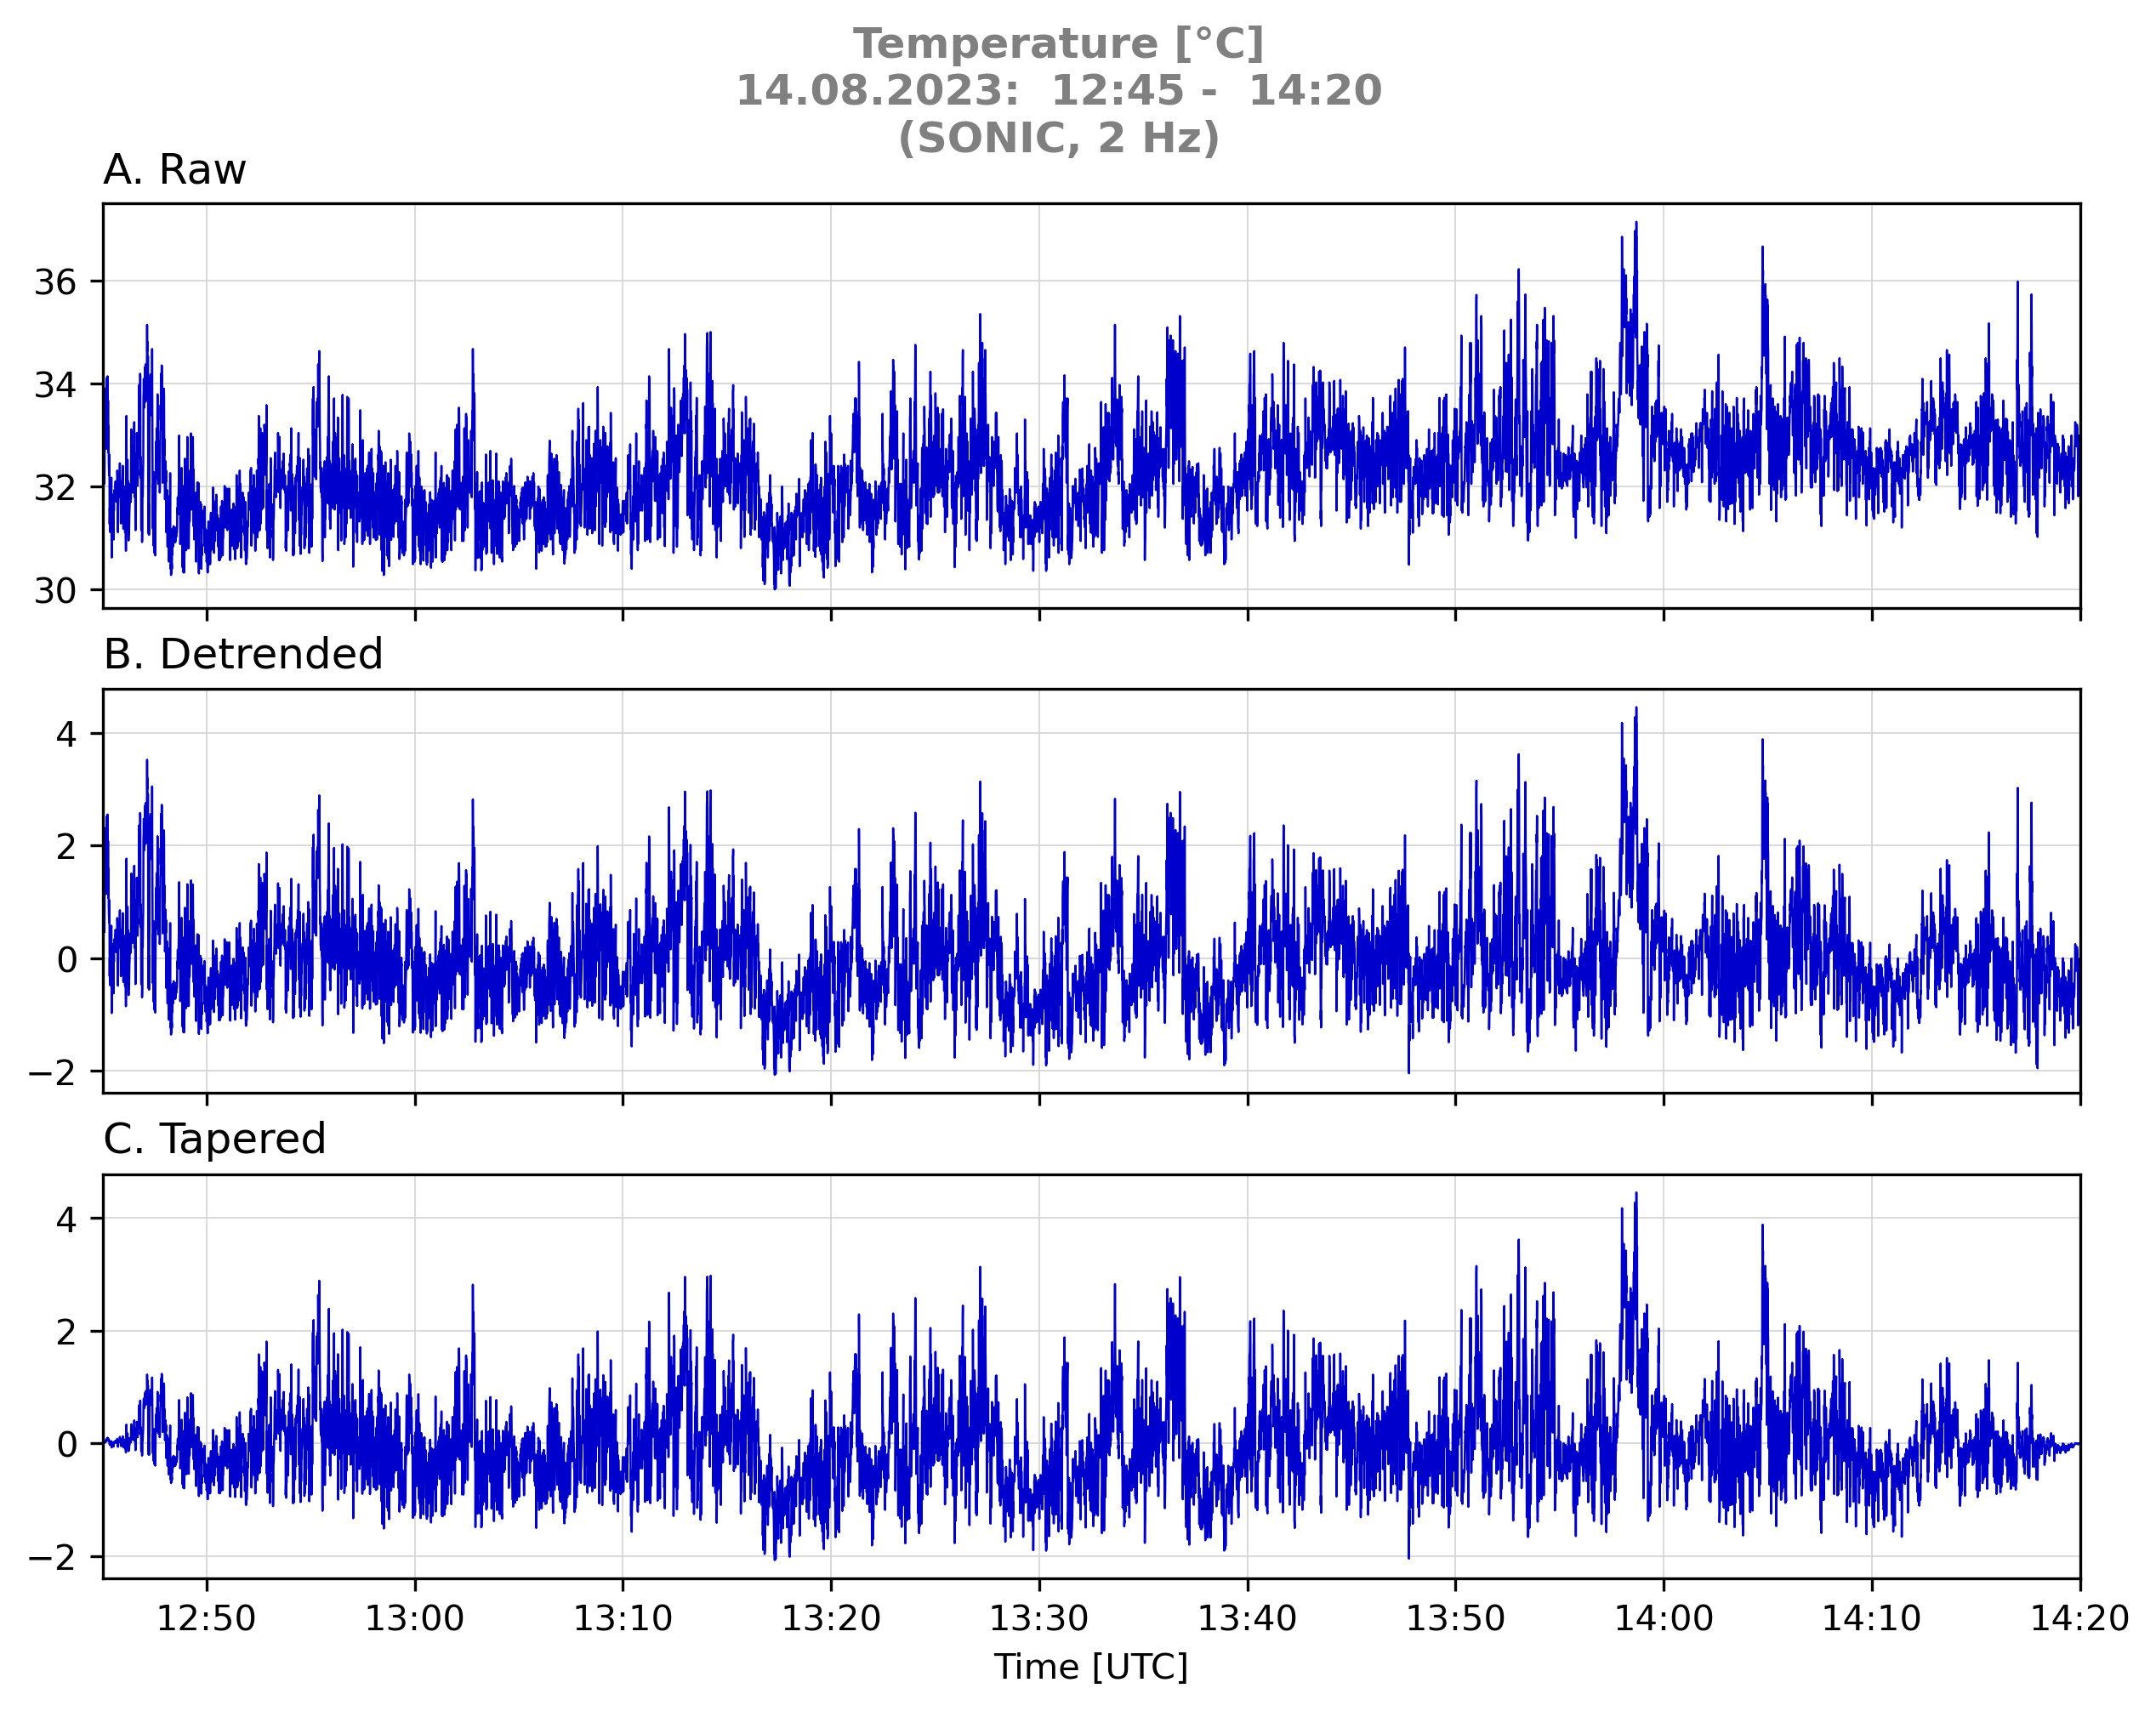 Temperature [°C]
14.08.2023:  12:45 -  14:20
(SONIC, 2 Hz)
A. Raw
36
34
32
30
B. Detrended
4
2
0
−2
C. Tapered
4
2
0
−2
12:50 13:00 13:10 13:20 13:30 13:40 13:50 14:00 14:10 14:20
Time [UTC]